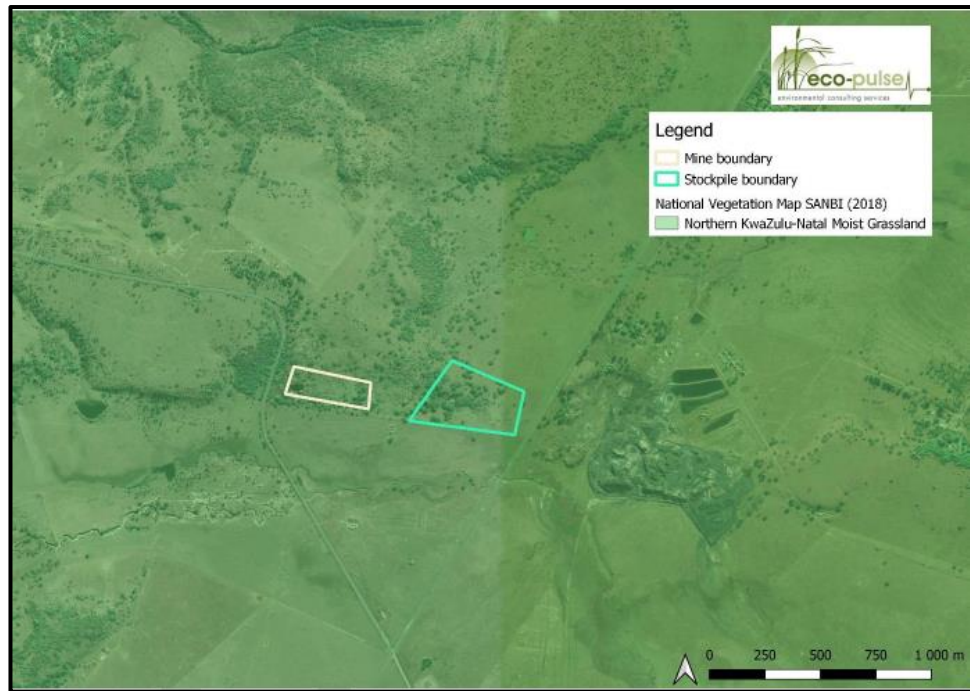 eco-pulse
environmental consulting services
Legend
Mine boundary
Stockpile boundary
National Vegetation Map SANBI (2018)
Northern KwaZulu-Natal Moist Grassland
0 250 500 750 1 000 m